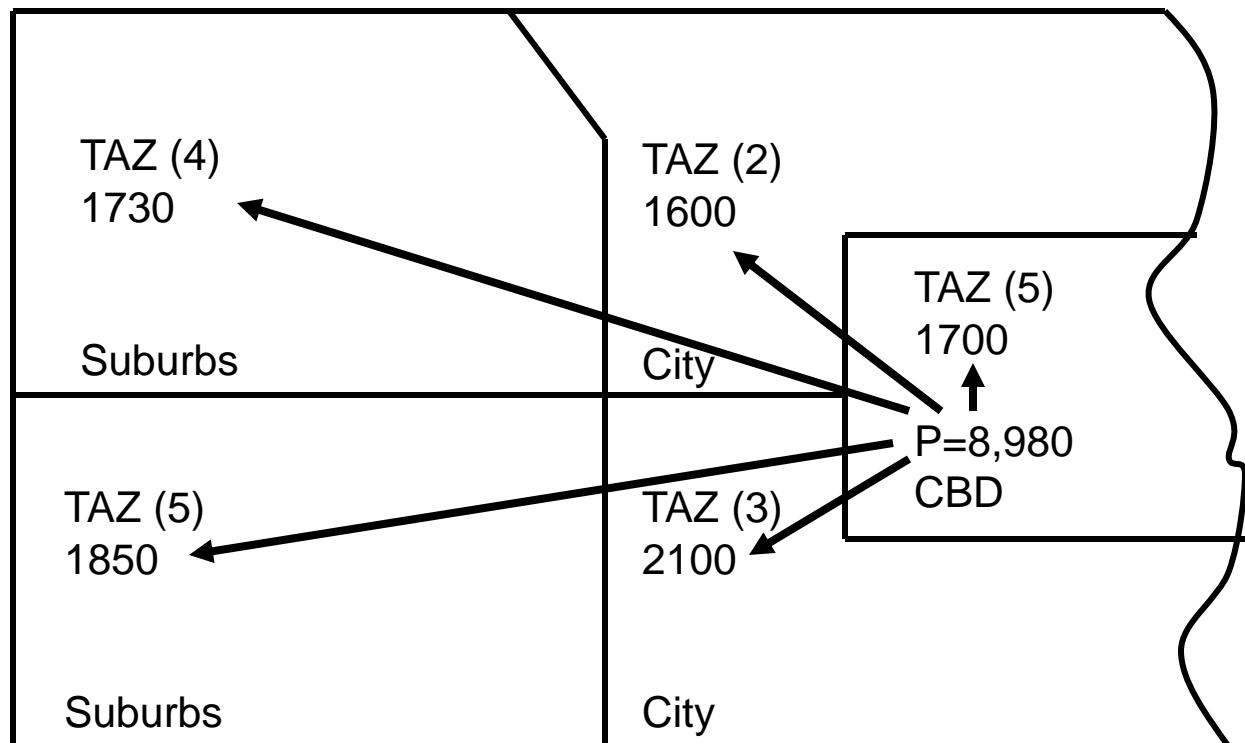 TAZ (4)
1730
Suburbs
TAZ (2)
1600
City
TAZ (5)
1700
P=8,980
CBD
TAZ (5)
1850
Suburbs
TAZ (3)
2100
City